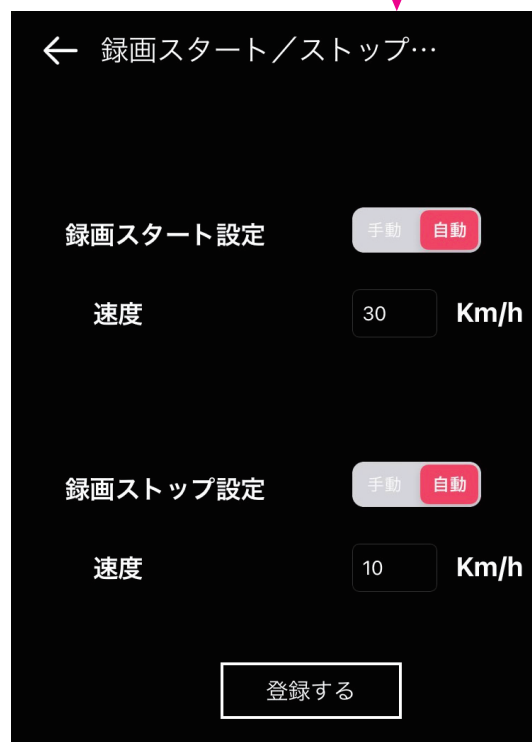 ← 録画スタート／ストップ…
録画スタート設定 手動 自動
速度 30 Km/h
録画ストップ設定 手動 自動
速度 10 Km/h
登録する